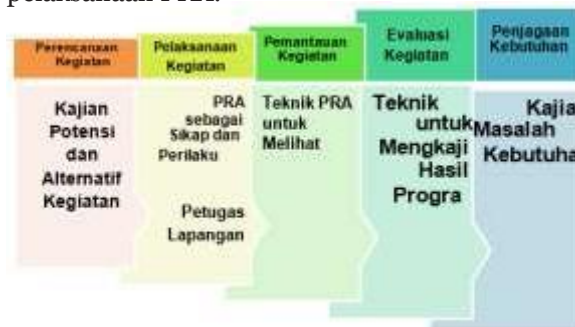 pelaksanaan PRA.
Perencanaan
Kegiatan
Pelaksanaan
Kegiatan
Pemantauan
Kegiatan
Evaluasi
Kegiatan
Penjagaan
Kebutuhan
Kajian
Potensi
dan
Alternatif
Kegiatan
PRA
sebagai
Sikap dan
Perilaku
Petugas
Lapangan
Teknik PRA
untuk
Melihat
Teknik
untuk
Mengkaji
Hasil
Progra
Kajia
Masalah
Kebutuha